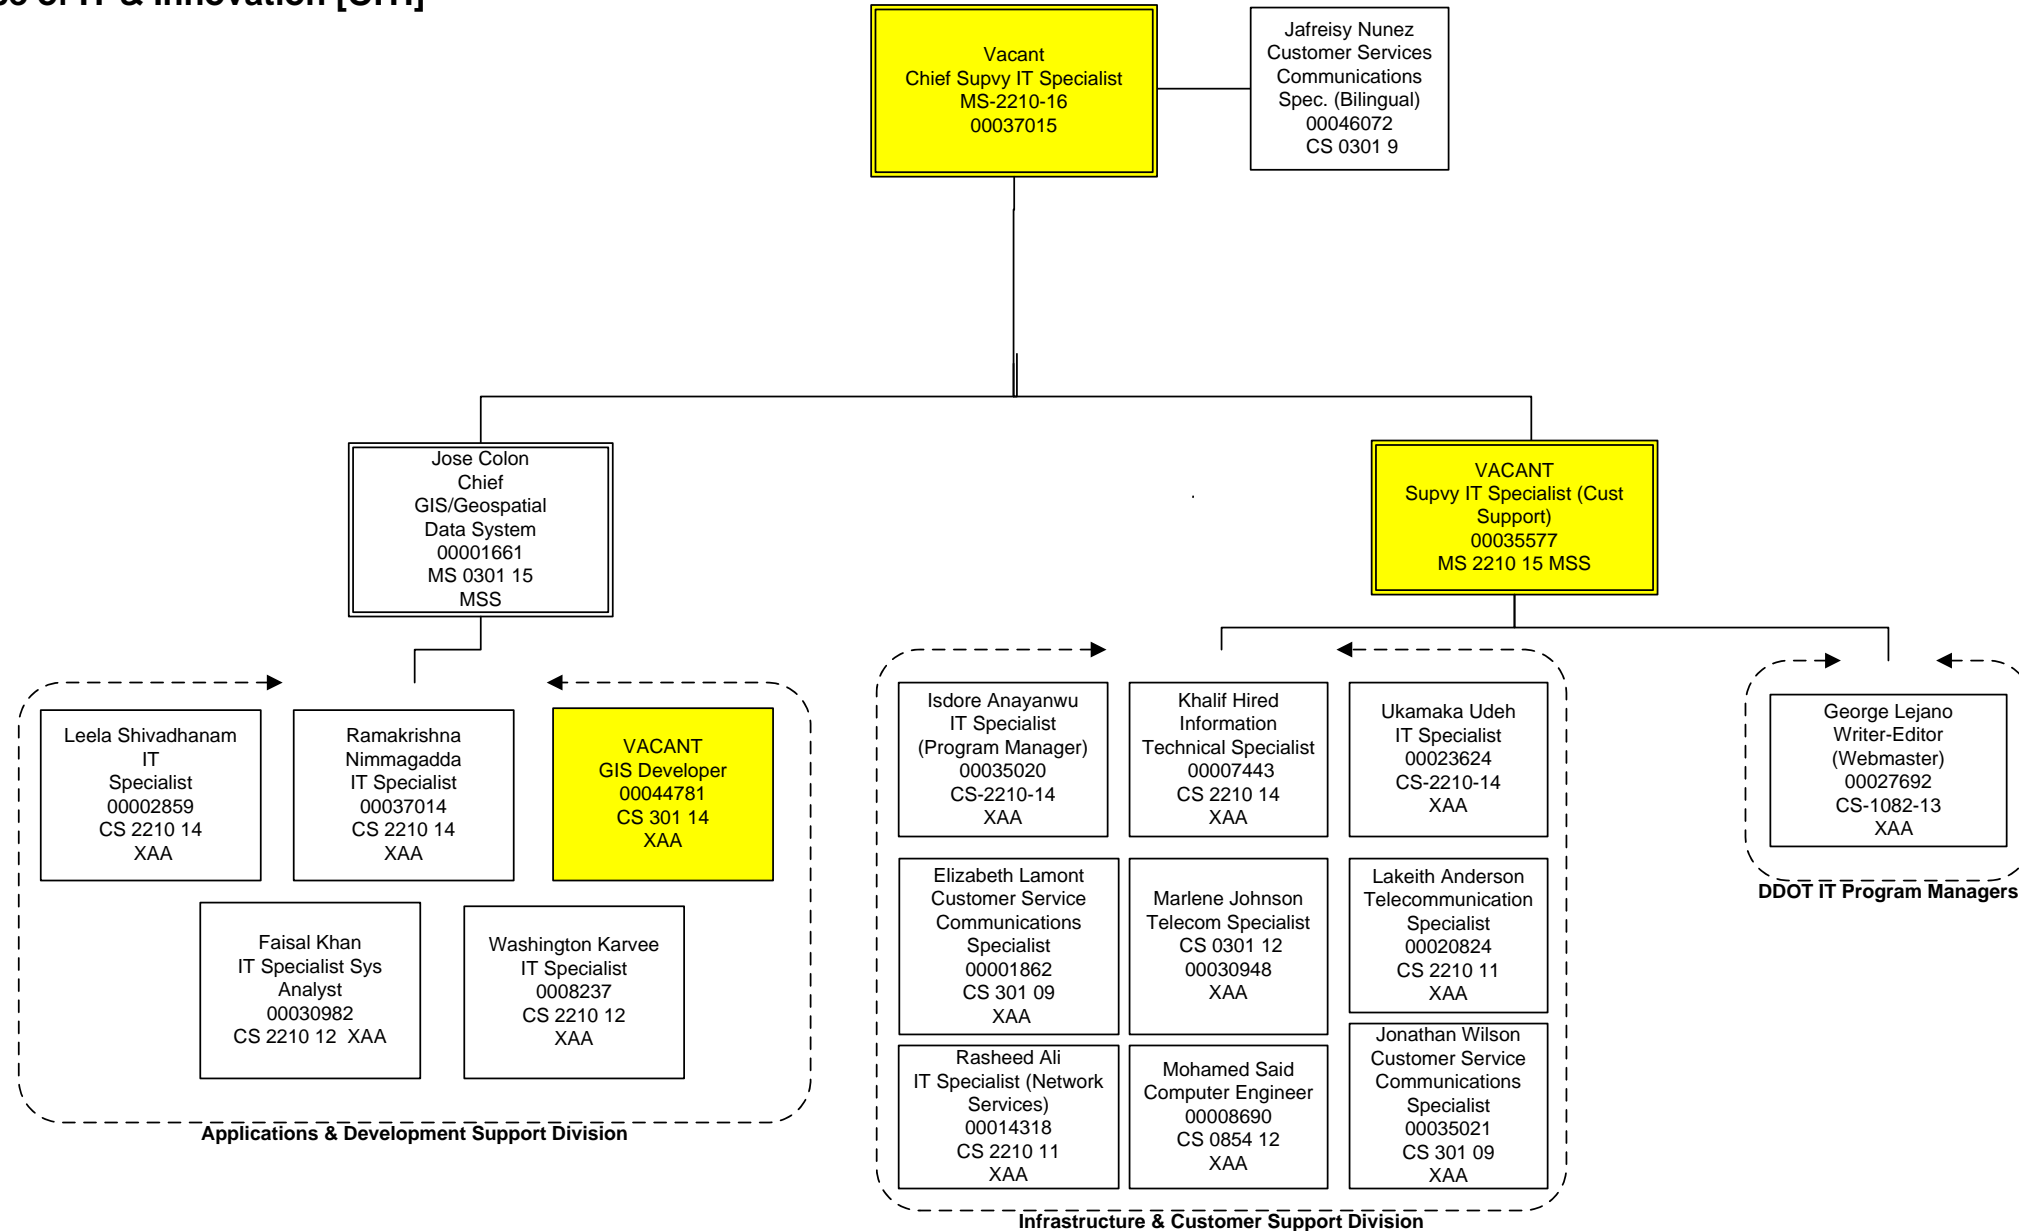 & Innovation
Vacant
Chief Supvy IT Specialist
MS-2210-16
00037015
Jafreisy Nunez
Customer Services
Communications
Spec. (Bilingual)
00046072
CS 0301 9
Jose Colon
Chief
GIS/Geospatial
Data System
00001661
MS 0301 15
MSS
VACANT
Supvy IT Specialist (Cust
Support)
00035577
MS 2210 15 MSS
Leela Shivadhanam
IT
Specialist
00002859
CS 2210 14
XAA
Ramakrishna
Nimmagadda
IT Specialist
00037014
CS 2210 14
XAA
VACANT
GIS Developer
00044781
CS 301 14
XAA
Faisal Khan
IT Specialist Sys
Analyst
00030982
CS 2210 12 XAA
Washington Karvee
IT Specialist
0008237
CS 2210 12
XAA
Applications & Development Support Division
Isdore Anayanwu
IT Specialist
(Program Manager)
00035020
CS-2210-14
XAA
Khalif Hired
Information
Technical Specialist
00007443
CS 2210 14
XAA
Ukamaka Udeh
IT Specialist
00023624
CS-2210-14
XAA
Elizabeth Lamont
Customer Service
Communications
Specialist
00001862
CS 301 09
XAA
Marlene Johnson
Telecom Specialist
CS 0301 12
00030948
XAA
Lakeith Anderson
Telecommunication
Specialist
00020824
CS 2210 11
XAA
Rasheed Ali
IT Specialist (Network
Services)
00014318
CS 2210 11
XAA
Mohamed Said
Computer Engineer
00008690
CS 0854 12
XAA
Jonathan Wilson
Customer Service
Communications
Specialist
00035021
CS 301 09
XAA
Infrastructure & Customer Support Division
George Lejano
Writer-Editor
(Webmaster)
00027692
CS-1082-13
XAA
DDOT IT Program Managers